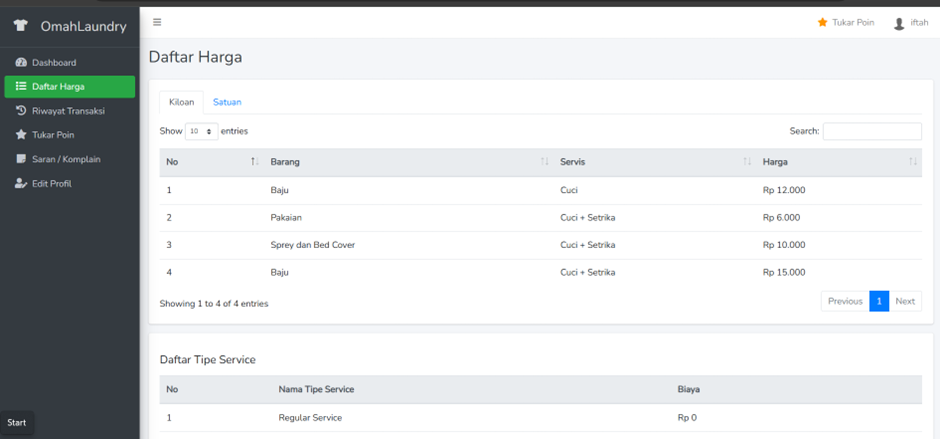 OmahLaundry
Tukar Poin
iftah
Dashboard
Daftar Harga
Riwayat Transaksi
Tukar Poin
Saran / Komplain
Edit Profil
Start
Daftar Harga
Kiloan Satuan
Show 10 entries Search:
No Barang Servis Harga
1 Baju Cuci Rp 12.000
2 Pakaian Cuci + Setrika Rp 6.000
3 Sprey dan Bed Cover Cuci + Setrika Rp 10.000
4 Baju Cuci + Setrika Rp 15.000
Showing 1 to 4 of 4 entries Previous 1 Next
Daftar Tipe Service
No Nama Tipe Service Biaya
1 Regular Service Rp 0